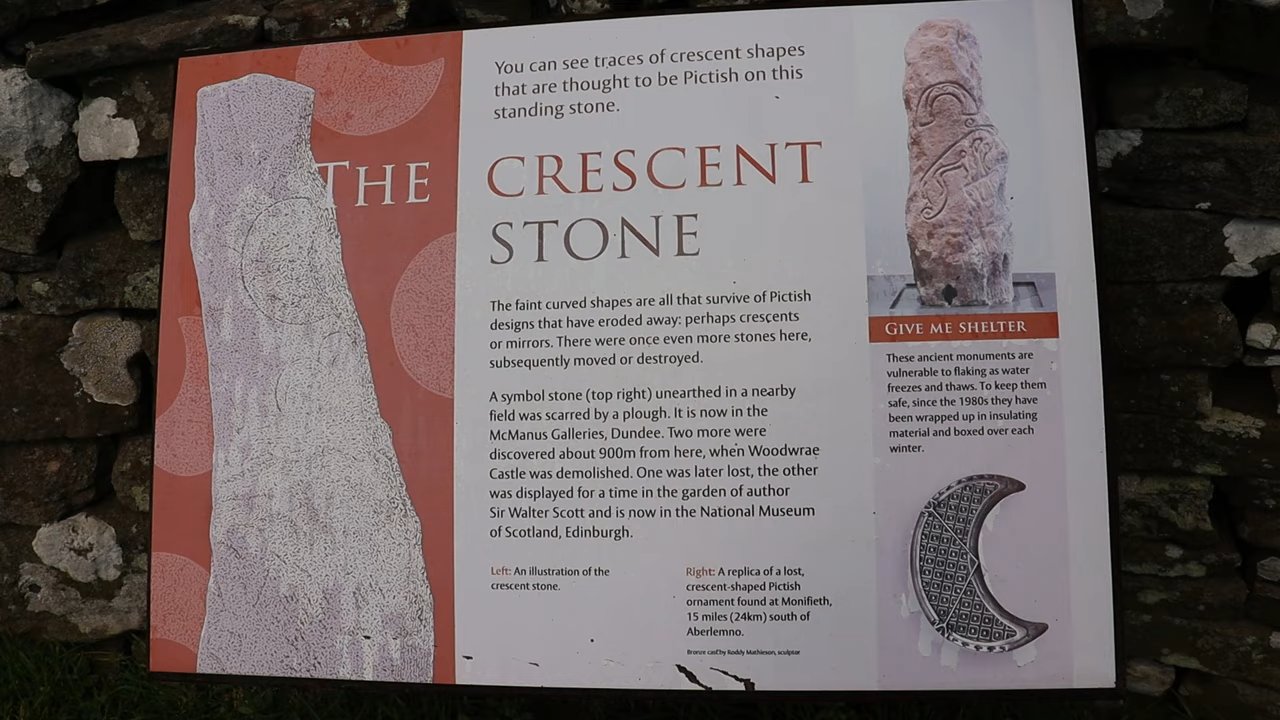 You can see traces of crescent shapes
that are thought to be Pictish on this
standing stone.
THE CRESCENT
STONE
The faint curved shapes are all that survive of Pictish
designs that have eroded away: perhaps crescents
or mirrors. There were once even more stones here,
subsequently moved or destroyed.
A symbol stone (top right) unearthed in a nearby
field was scarred by a plough. It is now in the
McManus Galleries, Dundee. Two more were
discovered about 900m from here, when Woodwrae
Castle was demolished. One was later lost, the other
was displayed for a time in the garden of author
Sir Walter Scott and is now in the National Museum
of Scotland, Edinburgh.
Left: An illustration of the
crescent stone.
Right: A replica of a lost,
crescent-shaped Pictish
ornament found at Monifieth,
15 miles (24km) south of
Aberlemno.
Bronze cast by Roddy Mathieson, sculptor
GIVE ME SHELTER
These ancient monuments are
vulnerable to flaking as water
freezes and thaws. To keep them
safe, since the 1980s they have
been wrapped up in insulating
material and boxed over each
winter.